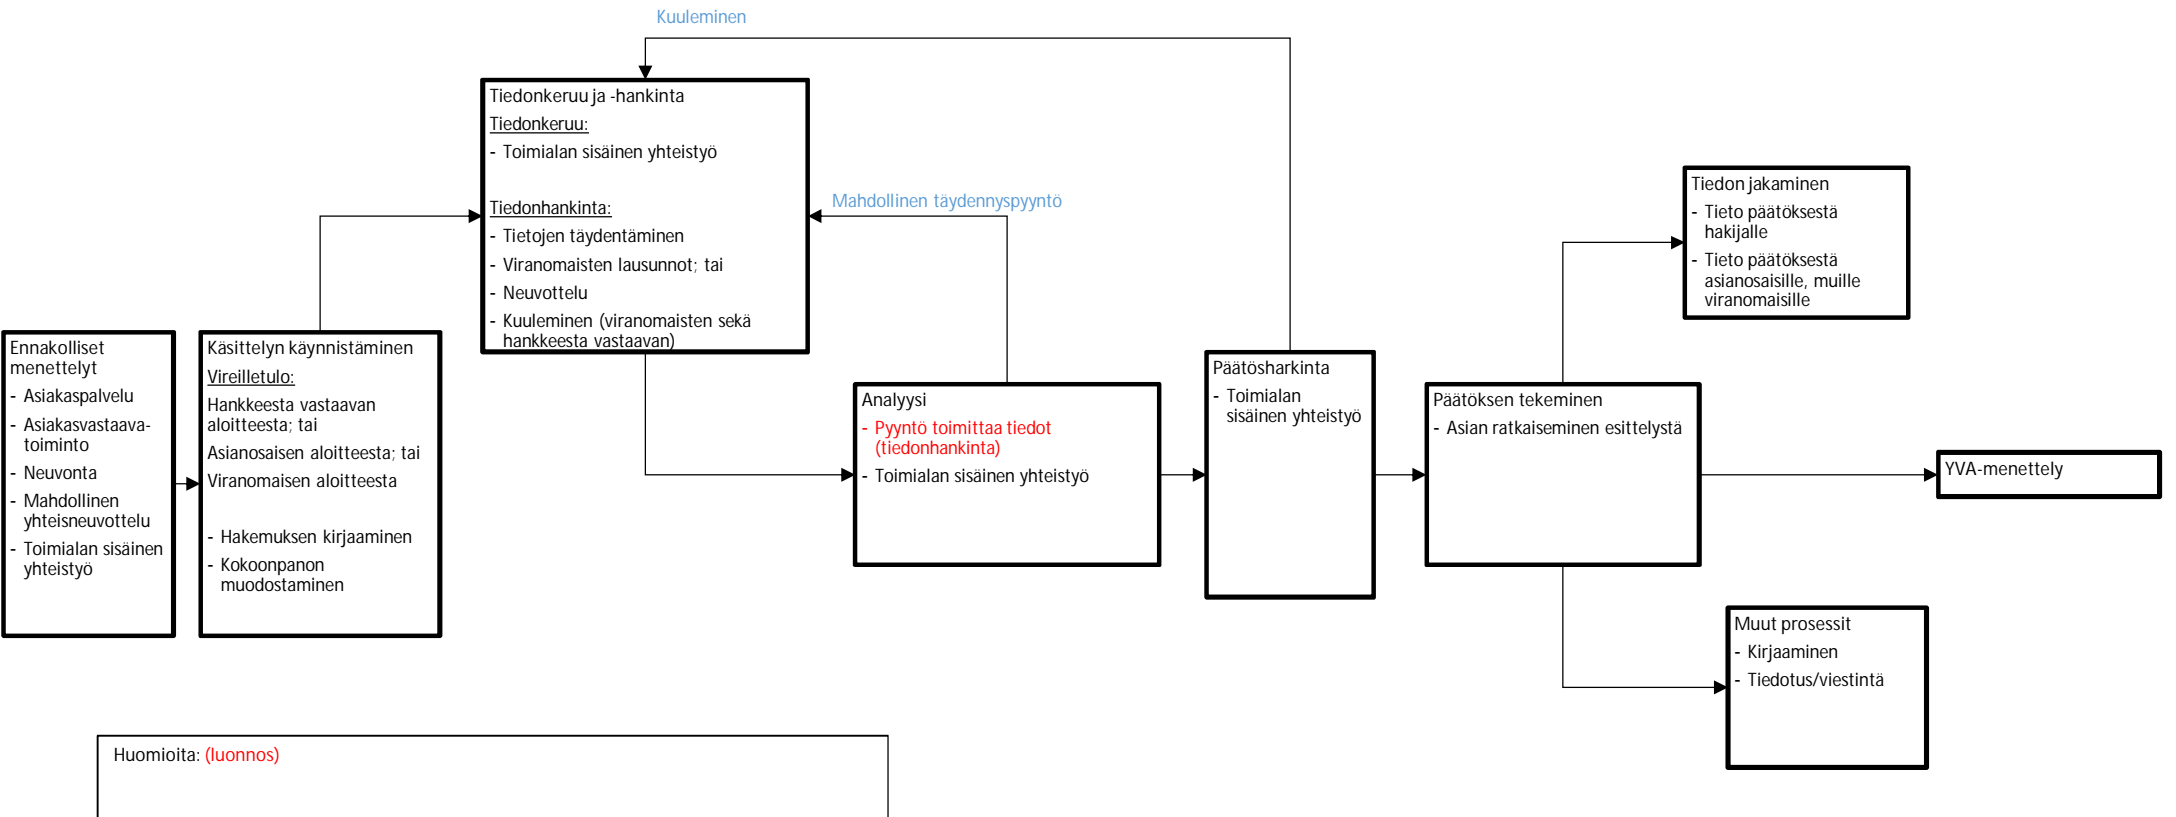 Kuuleminen
Tiedonkeruu ja -hankinta
Tiedonkeruu:
- Toimialan sisäinen yhteistyö
Tiedonhankinta:
- Tietojen täydentäminen
- Viranomaisten lausunnot; tai
- Neuvottelu
- Kuuleminen (viranomaisten sekä
hankkeesta vastaavan)
Mahdollinen täydennyspyyntö
Ennakolliset
menettelyt
- Asiakaspalvelu
- Asiakasvastaava-
toiminto
- Neuvonta
- Mahdollinen
yhteisneuvottelu
- Toimialan sisäinen
yhteistyö
Käsittelyn käynnistäminen
Vireilletulo:
Hankkeesta vastaavan
aloitteesta; tai
Asianosaisen aloitteesta; tai
Viranomaisen aloitteesta
- Hakemuksen kirjaaminen
- Kokoonpanon
muodostaminen
Analyysi
- Pyyntö toimittaa tiedot
(tiedonhankinta)
- Toimialan sisäinen yhteistyö
Päätösharkinta
- Toimialan
sisäinen yhteistyö
Päätöksen tekeminen
- Asian ratkaiseminen esittelystä
Tiedon jakaminen
- Tieto päätöksestä
hakijalle
- Tieto päätöksestä
asianosaisille, muille
viranomaisille
YVA-menettely
Muut prosessit
- Kirjaaminen
- Tiedotus/viestintä
Huomioita: (luonnos)